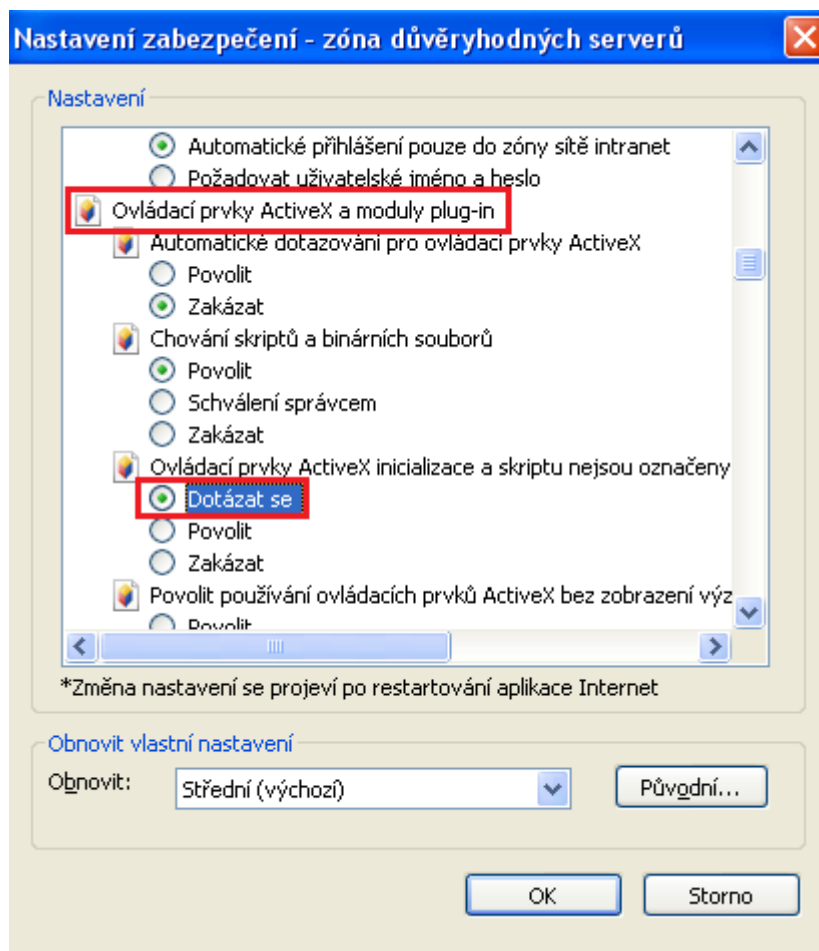 Nastavení zabezpečení - zóna důvěryhodných serverů
Nastavení
Automatické přihlášení pouze do zóny sítě intranet
Požadovat uživatelské jméno a heslo
Ovládací prvky ActiveX a moduly plug-in
Automatické dotazování pro ovládací prvky ActiveX
Povolit
Zakázat
Chování skriptů a binárních souborů
Povolit
Schválení správcem
Zakázat
Ovládací prvky ActiveX inicializace a skriptu nejsou označeny
Dotázat se
Povolit
Zakázat
Povolit používání ovládacích prvků ActiveX bez zobrazení výz
Povolit
*Změna nastavení se projeví po restartování aplikace Internet
Obnovit vlastní nastavení
Obnovit: Střední (výchozí) Původní...
OK Storno